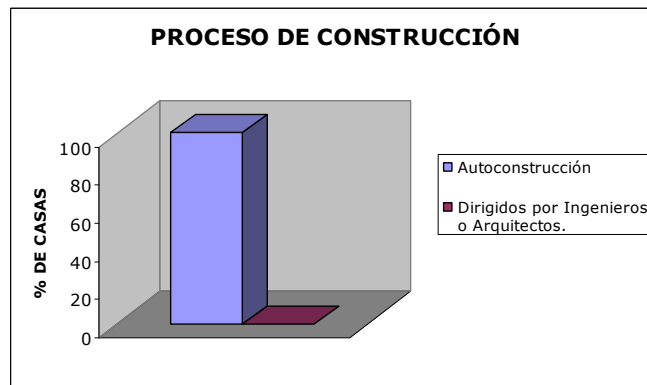 PROCESO DE CONSTRUCCIÓN
% DE CASAS
100
80
60
40
20
0
Autoconstrucción
Dirigidos por Ingenieros
o Arquitectos.